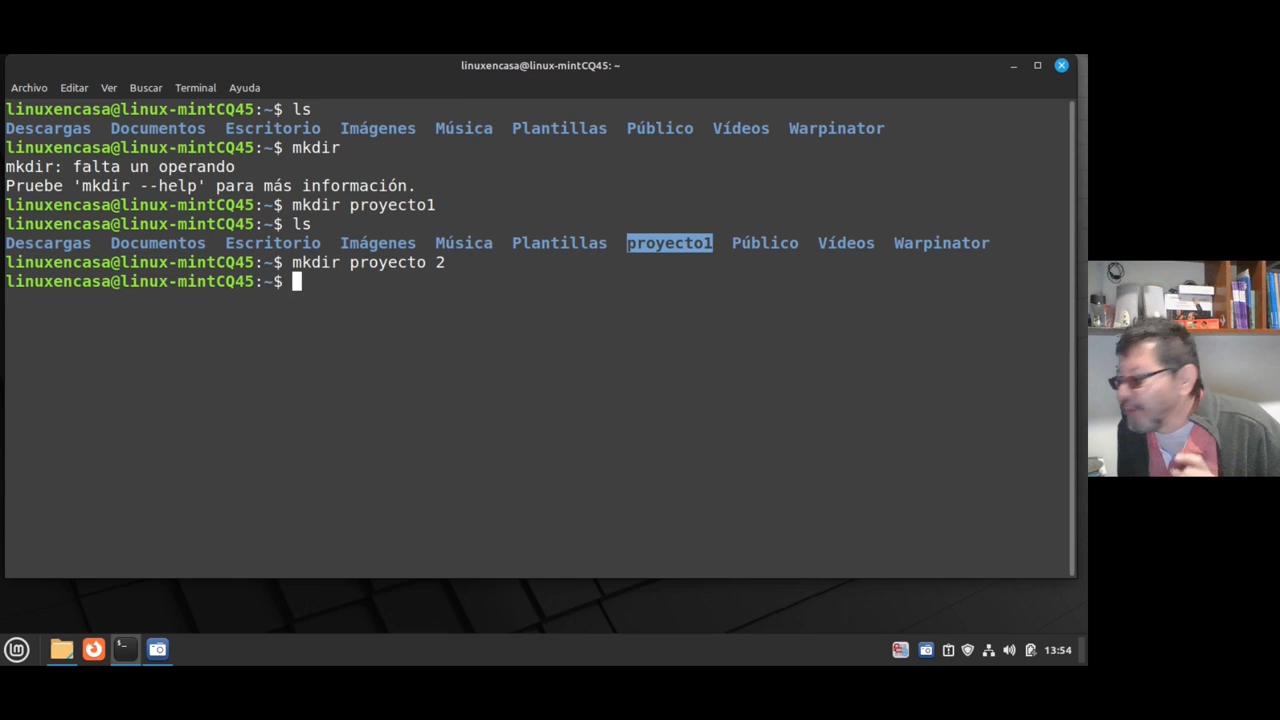 linuxencasa@linux-mintCQ45: ~
Archivo Editar Ver Buscar Terminal Ayuda
linuxencasa@linux-mintCQ45:~$ ls
Descargas Documentos Escritorio Imágenes Música Plantillas Público Vídeos Warpinator
linuxencasa@linux-mintCQ45:~$ mkdir
mkdir: falta un operando
Pruebe 'mkdir --help' para más información.
linuxencasa@linux-mintCQ45:~$ mkdir proyecto1
linuxencasa@linux-mintCQ45:~$ ls
Descargas Documentos Escritorio Imágenes Música Plantillas proyecto1 Público Vídeos Warpinator
linuxencasa@linux-mintCQ45:~$ mkdir proyecto 2
linuxencasa@linux-mintCQ45:~$
13:54